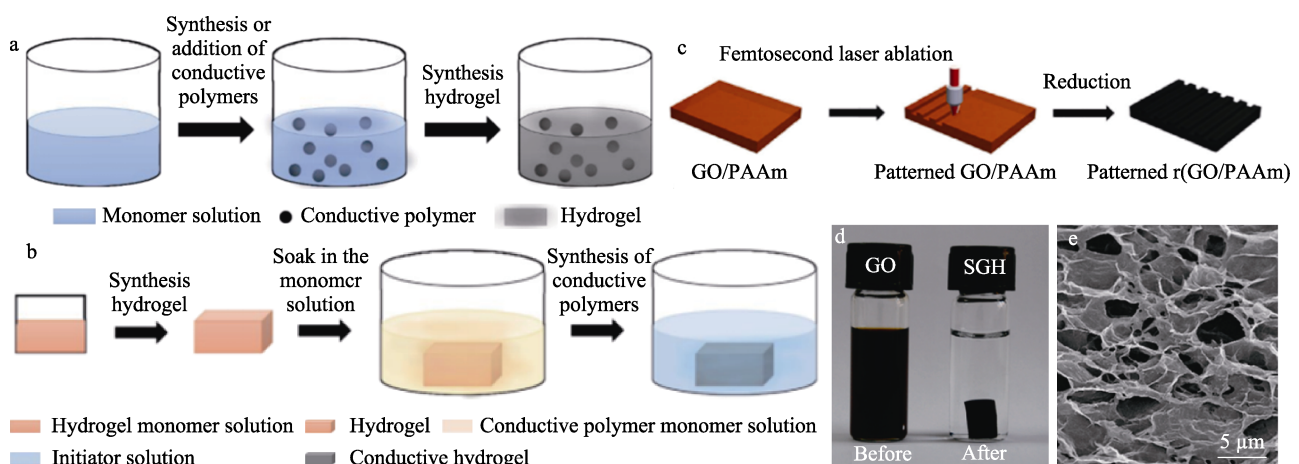 a
Synthesis or
addition of
conductive
polymers
Synthesis
hydrogel
Monomer solution
Conductive polymer
Hydrogel
b
Synthesis
hydrogel
Soak in the
monomcr
solution
Synthesis of
conductive
polymers
Hydrogel monomer solution
Hydrogel
Conductive polymer monomer solution
Initiator solution
Conductive hydrogel
c
Femtosecond laser ablation
Reduction
GO/PAAm
Patterned GO/PAAm
Patterned r(GO/PAAm)
d
GO
SGH
Before
After
e
5 μm